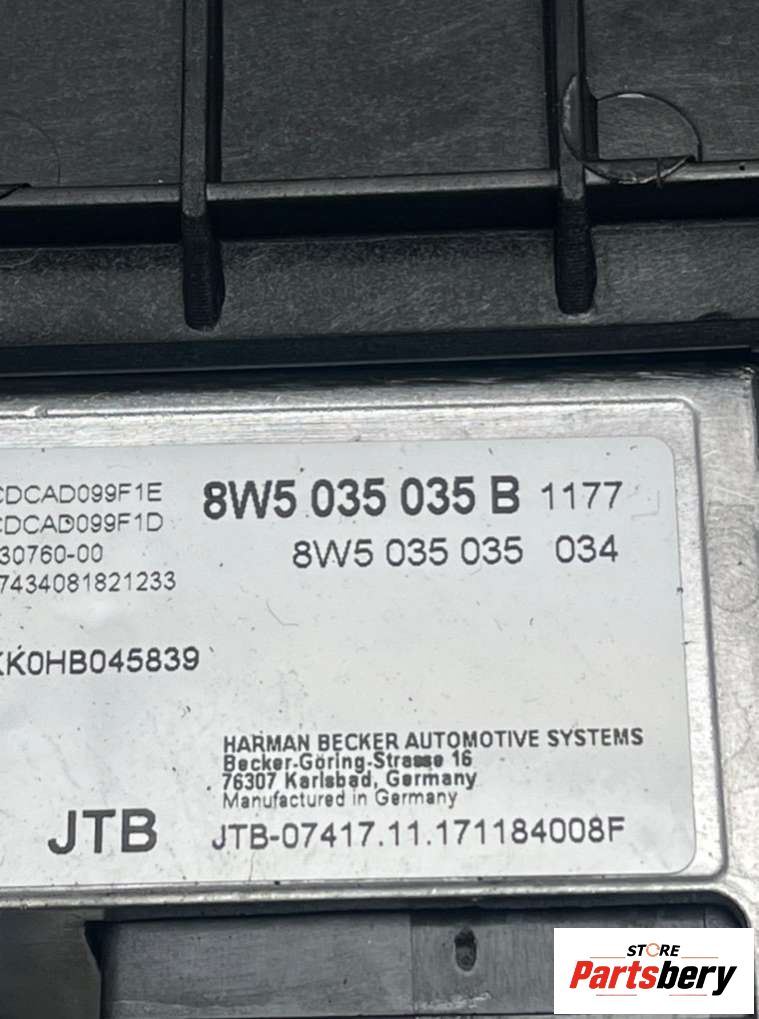 CDCAD099F1E
CDCAD099F1D
30760-00
7434081821233
KK0HB045839
8W5 035 035 B 1177
8W5 035 035 034
HARMAN BECKER AUTOMOTIVE SYSTEMS
Becker-Göring-Strasse 16
76307 Karlsbad, Germany
Manufactured in Germany
JTB
JTB-07417.11.171184008F
STORE
Partsbery